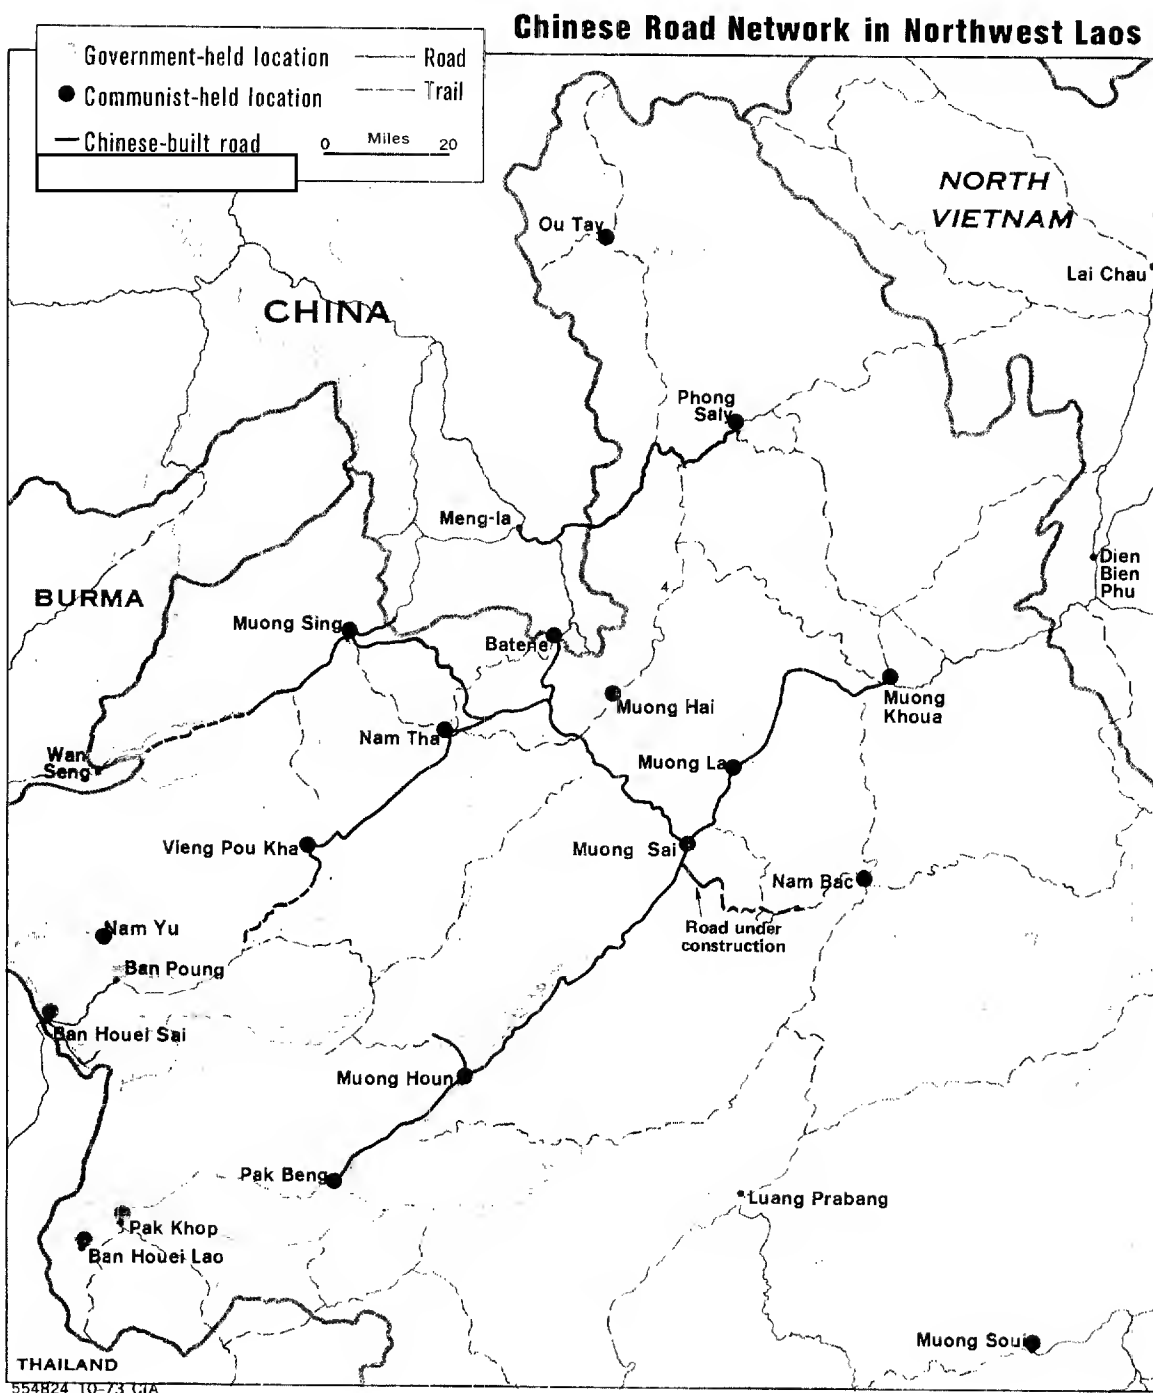 Chinese Road Network in Northwest Laos
Government-held location
Road
Communist-held location
Trail
Chinese-built road
0 Miles 20
NORTH
VIETNAM
Ou Tay
Lai Chau
CHINA
Phong
Saly
Meng-la
Dien
Bien
Phu
BURMA
4
Muong Sing
Batene
Muong Hai
Muong
Khoua
Nam Tha
Wan
Seng
Muong La
Vieng Pou Kha
Muong Sai
Nam Bac
Road under
construction
Nam Yu
Ban Poung
Ban Houei Sai
Muong Houn
Pak Beng
Luang Prabang
Pak Khop
Ban Houei Lao
Muong Soui
THAILAND
554824 10-73 CIA